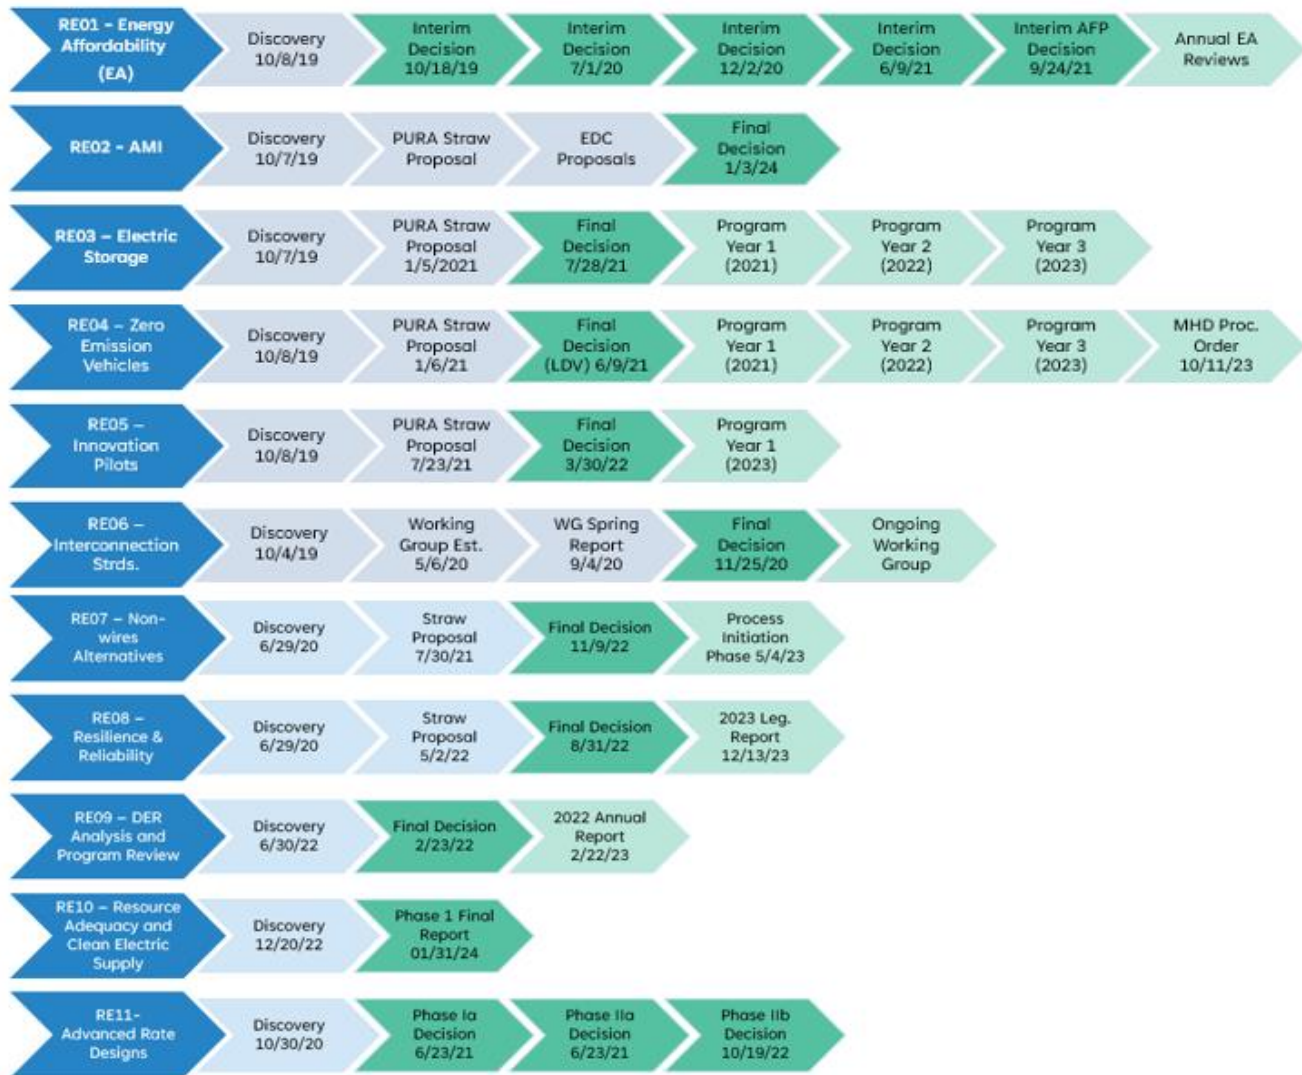 RE01 – Energy
Affordability
(EA)
Discovery
10/8/19
Interim
Decision
10/18/19
Interim
Decision
7/1/20
Interim
Decision
12/2/20
Interim
Decision
6/9/21
Interim AFP
Decision
9/24/21
Annual EA
Reviews
RE02 - AMI
Discovery
10/7/19
PURA Straw
Proposal
EDC
Proposals
Final
Decision
1/3/24
RE03 – Electric
Storage
Discovery
10/7/19
PURA Straw
Proposal
1/5/2021
Final
Decision
7/28/21
Program
Year 1
(2021)
Program
Year 2
(2022)
Program
Year 3
(2023)
RE04 – Zero
Emission
Vehicles
Discovery
10/8/19
PURA Straw
Proposal
1/6/21
Final
Decision
(LDV) 6/9/21
Program
Year 1
(2021)
Program
Year 2
(2022)
Program
Year 3
(2023)
MHD Proc.
Order
10/11/23
RE05 –
Innovation
Pilots
Discovery
10/8/19
PURA Straw
Proposal
7/23/21
Final
Decision
3/30/22
Program
Year 1
(2023)
RE06 –
Interconnection
Strds.
Discovery
10/4/19
Working
Group Est.
5/6/20
WG Spring
Report
9/4/20
Final
Decision
11/25/20
Ongoing
Working
Group
RE07 – Non-
wires
Alternatives
Discovery
6/29/20
Straw
Proposal
7/30/21
Final Decision
11/9/22
Process
Initiation
Phase 5/4/23
RE08 –
Resilience &
Reliability
Discovery
6/29/20
Straw
Proposal
5/2/22
Final Decision
8/31/22
2023 Leg.
Report
12/13/23
RE09 – DER
Analysis and
Program Review
Discovery
6/30/22
Final Decision
2/23/22
2022 Annual
Report
2/22/23
RE10 – Resource
Adequacy and
Clean Electric
Supply
Discovery
12/20/22
Phase 1 Final
Report
01/31/24
RE11-
Advanced Rate
Designs
Discovery
10/30/20
Phase Ia
Decision
6/23/21
Phase IIa
Decision
6/23/21
Phase IIb
Decision
10/19/22